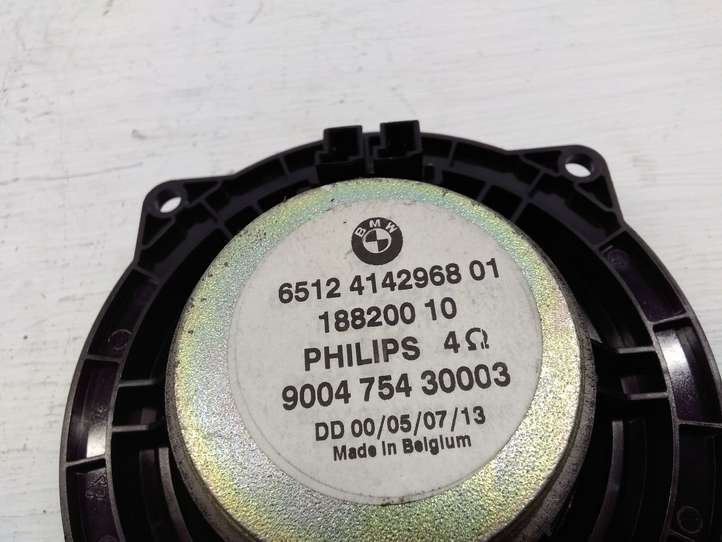 BMW
6512 4142968 01
188200 10
PHILIPS 4Ω
9004 754 30003
DD 00/05/07/13
Made In Belgium